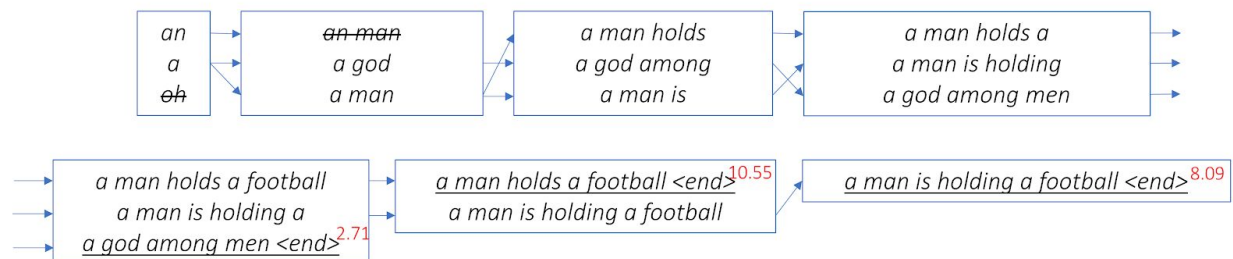 an
a
oh
an man
a god
a man
a man holds
a god among
a man is
a man holds a
a man is holding
a god among men
a man holds a football
a man is holding a
a god among men <end> 2.71
a man holds a football <end> 10.55
a man is holding a football
a man is holding a football <end> 8.09